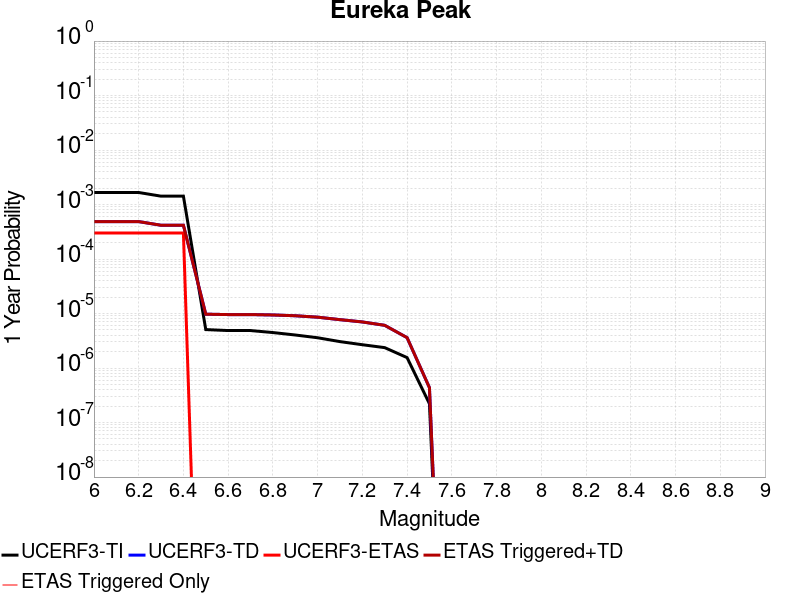 Eureka Peak
10^0
10^-1
10^-2
10^-3
10^-4
10^-5
10^-6
10^-7
10^-8
1 Year Probability
6 6.2 6.4 6.6 6.8 7 7.2 7.4 7.6 7.8 8 8.2 8.4 8.6 8.8 9
Magnitude
UCERF3-TI UCERF3-TD UCERF3-ETAS ETAS Triggered+TD
ETAS Triggered Only